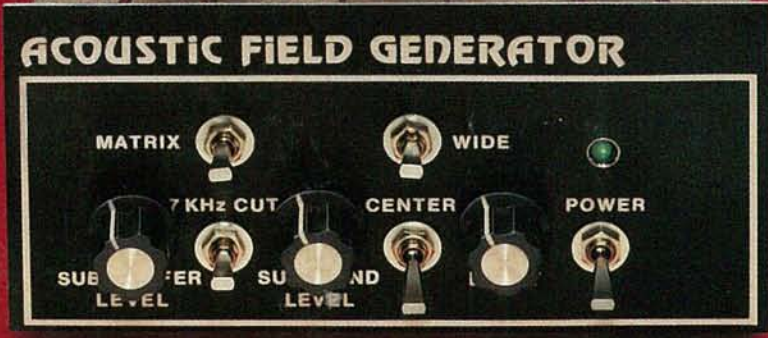 ACOUSTIC FIELD GENERATOR
MATRIX
WIDE
7 KHz CUT
CENTER
POWER
LEVEL
LEVEL